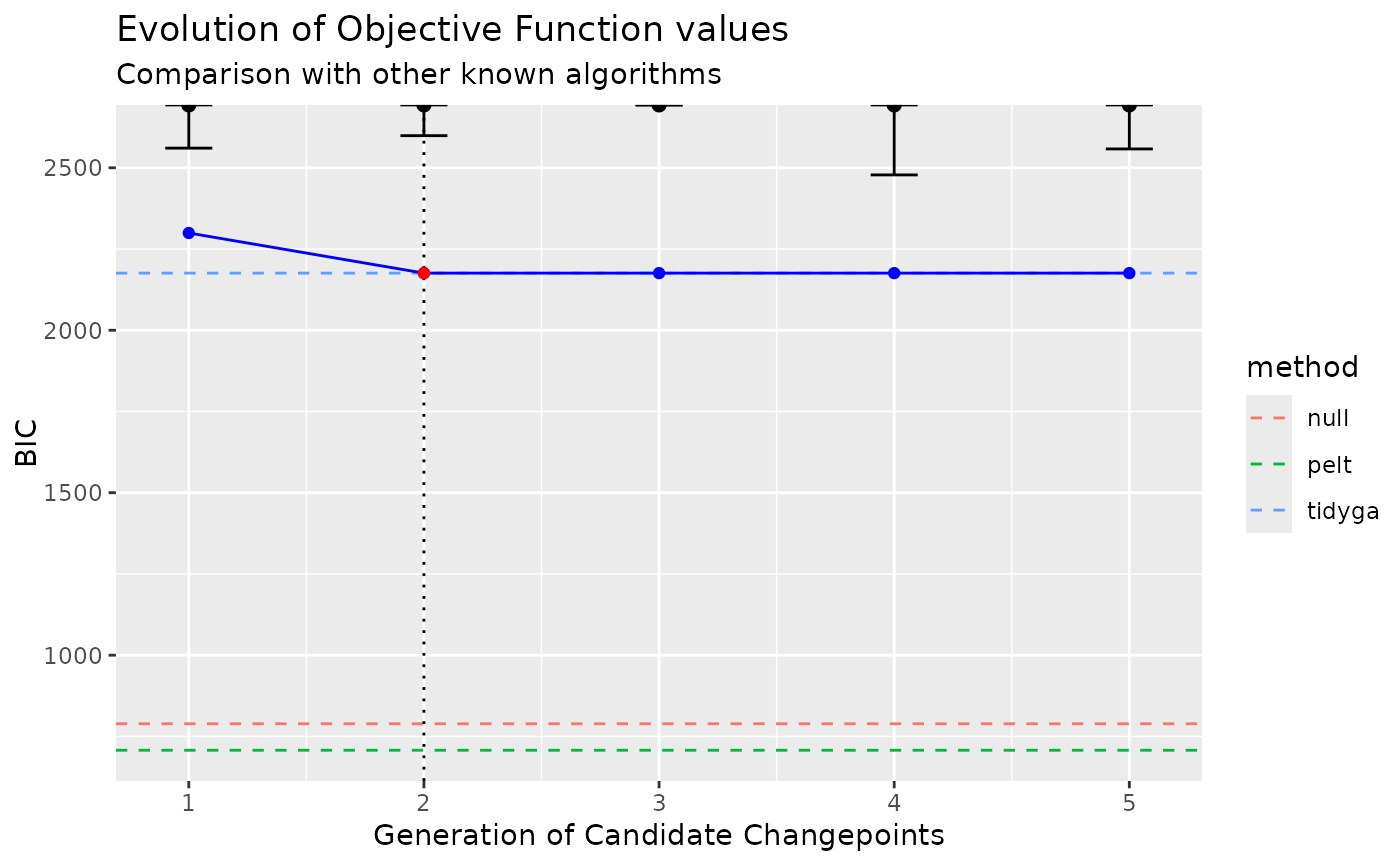 Evolution of Objective Function values
Comparison with other known algorithms
BIC
2500
2000
1500
1000
1 2 3 4 5
Generation of Candidate Changepoints
method
null
pelt
tidyga